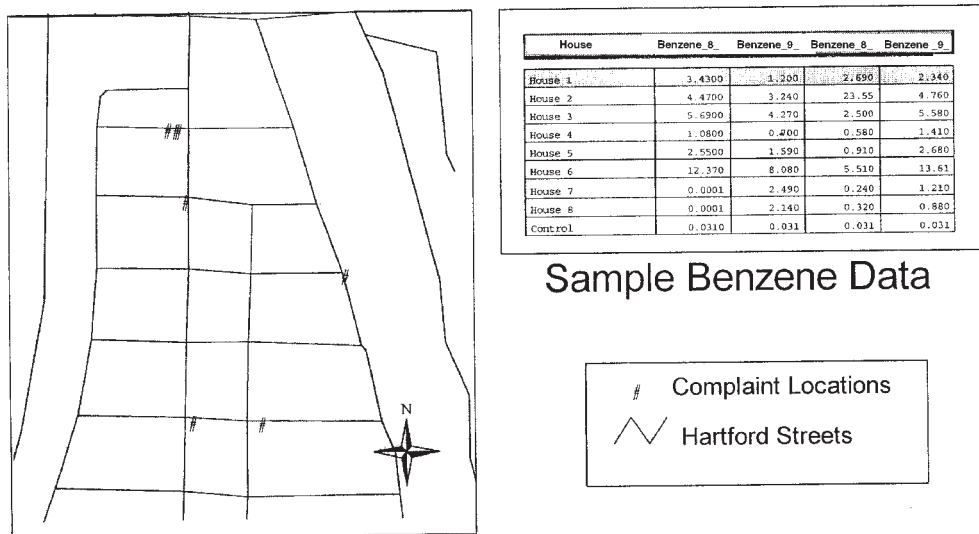 House Benzene_8_ Benzene_9_ Benzene_8_ Benzene_9_
House 1 3.4300 1.200 2.690 2.340
House 2 4.4700 3.240 23.55 4.760
House 3 5.6900 4.270 2.500 5.580
House 4 1.0800 0.580 1.410
House 5 2.5500 1.590 0.910 2.680
House 6 12.370 8.080 5.510 13.61
House 7 0.0001 2.490 0.240 1.210
House 8 0.0001 2.140 0.320 0.880
Control 0.0310 0.031 0.031 0.031
Sample Benzene Data
# Complaint Locations
Hartford Streets
##
#
#
N
# #